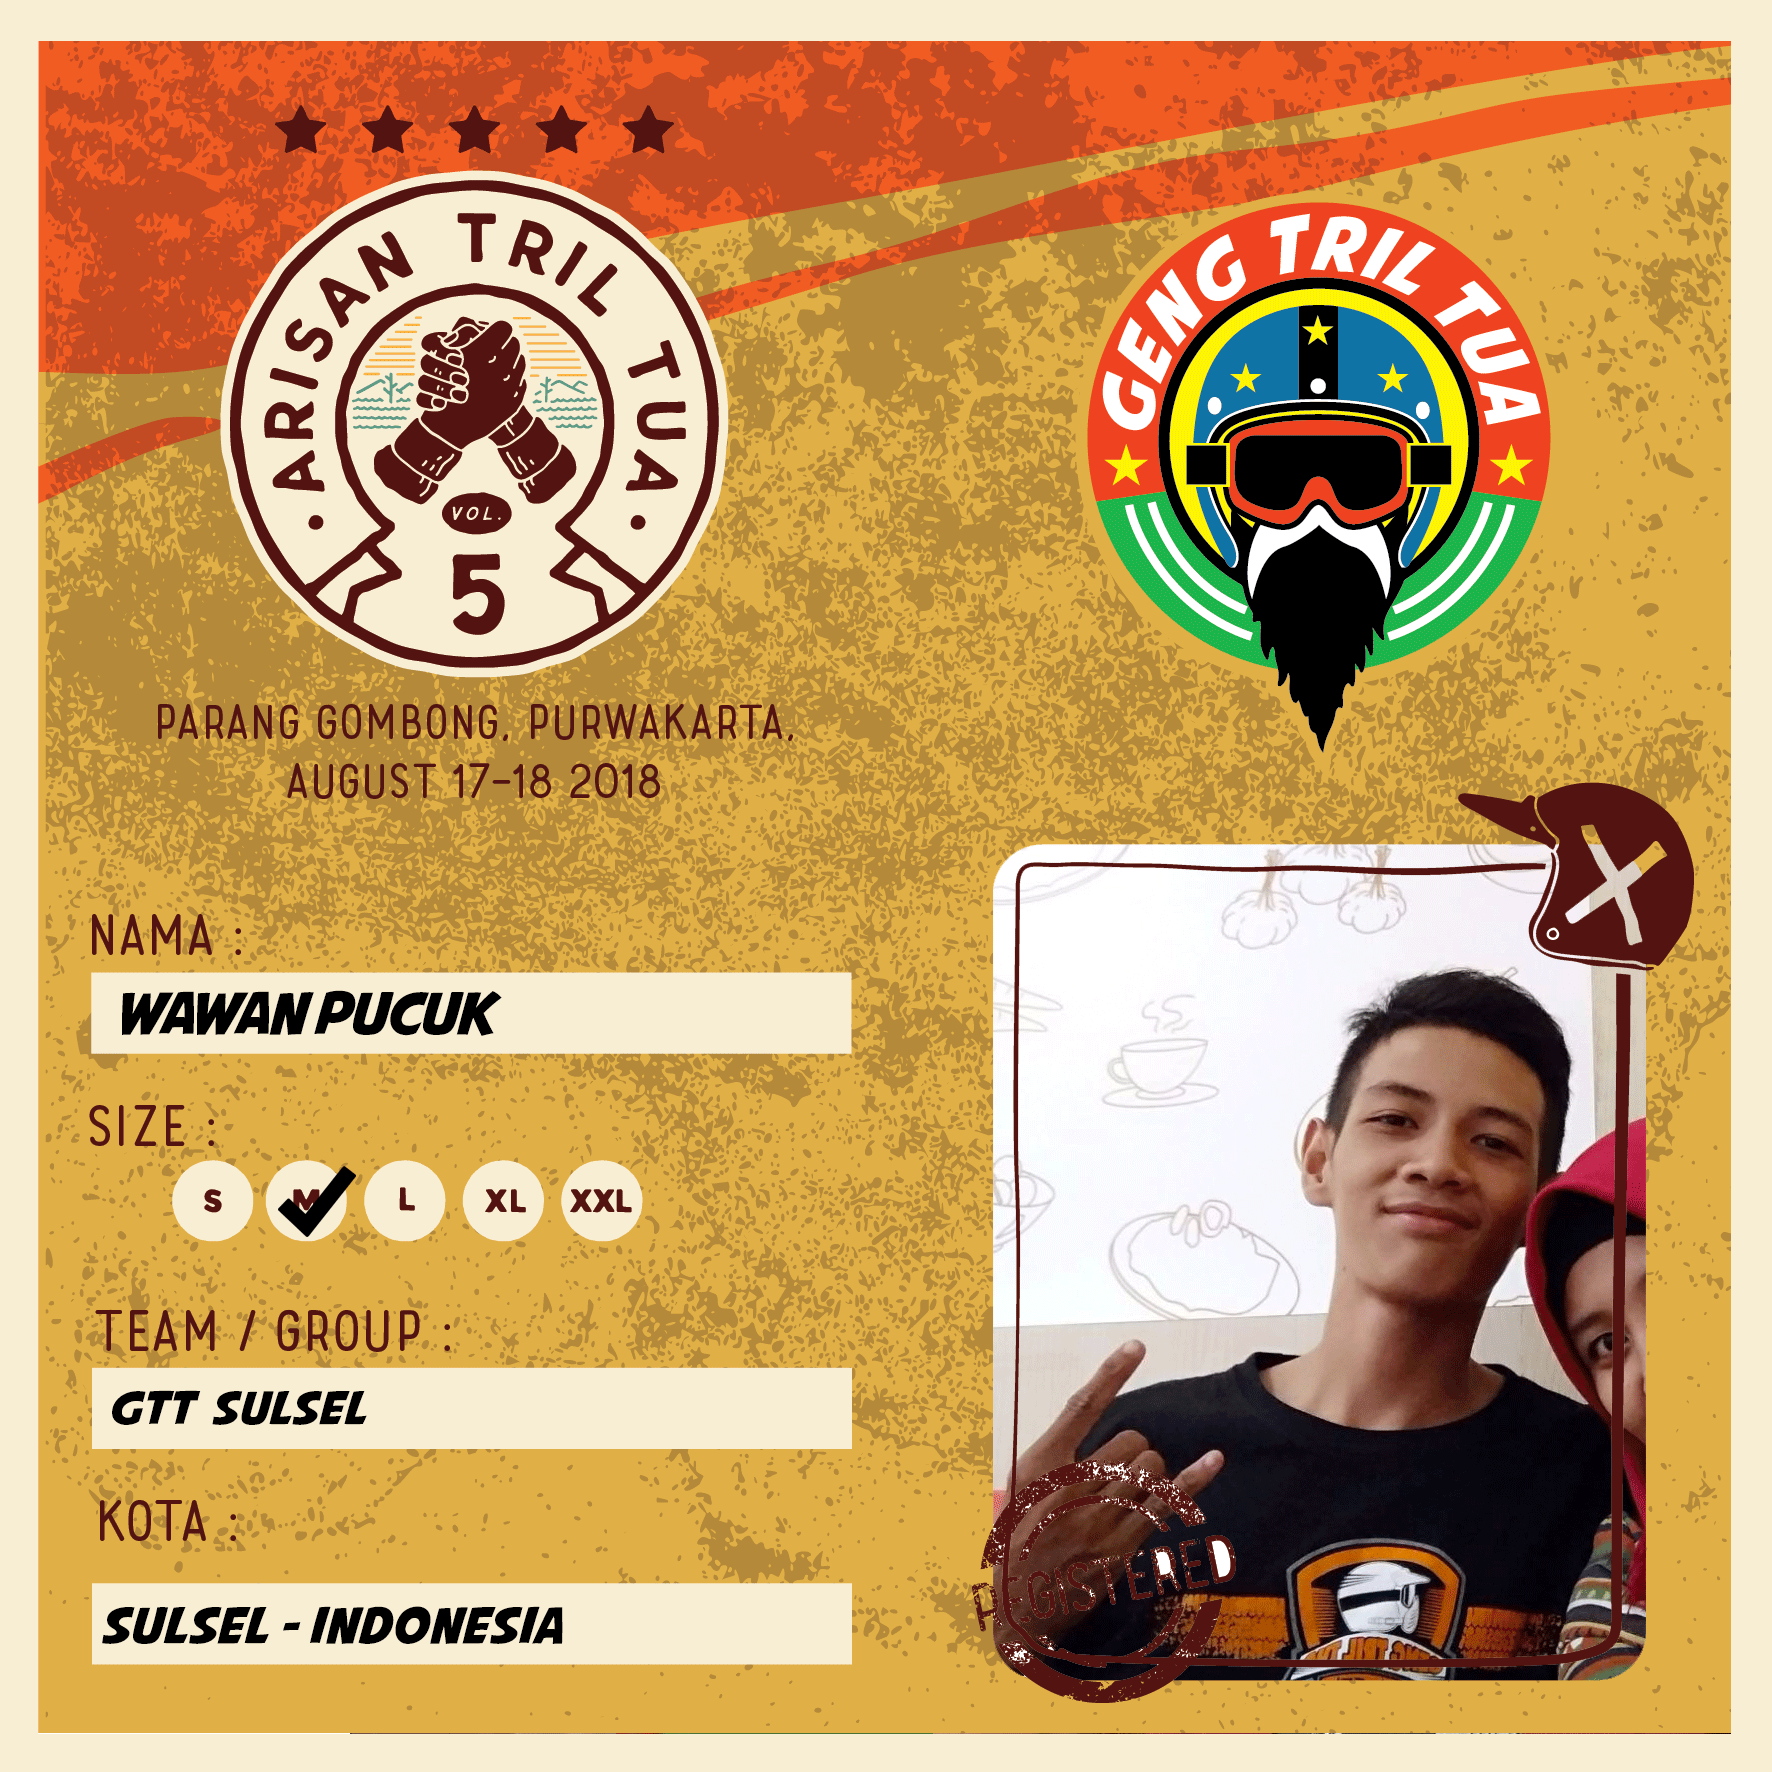 ARISAN TRIL TUA
VOL.
5
GENG TRIL TUA
PARANG GOMBONG, PURWAKARTA,
AUGUST 17-18 2018
NAMA :
WAWAN PUCUK
SIZE :
S M L XL XXL
TEAM / GROUP :
GTT SULSEL
KOTA :
SULSEL - INDONESIA
REGISTERED